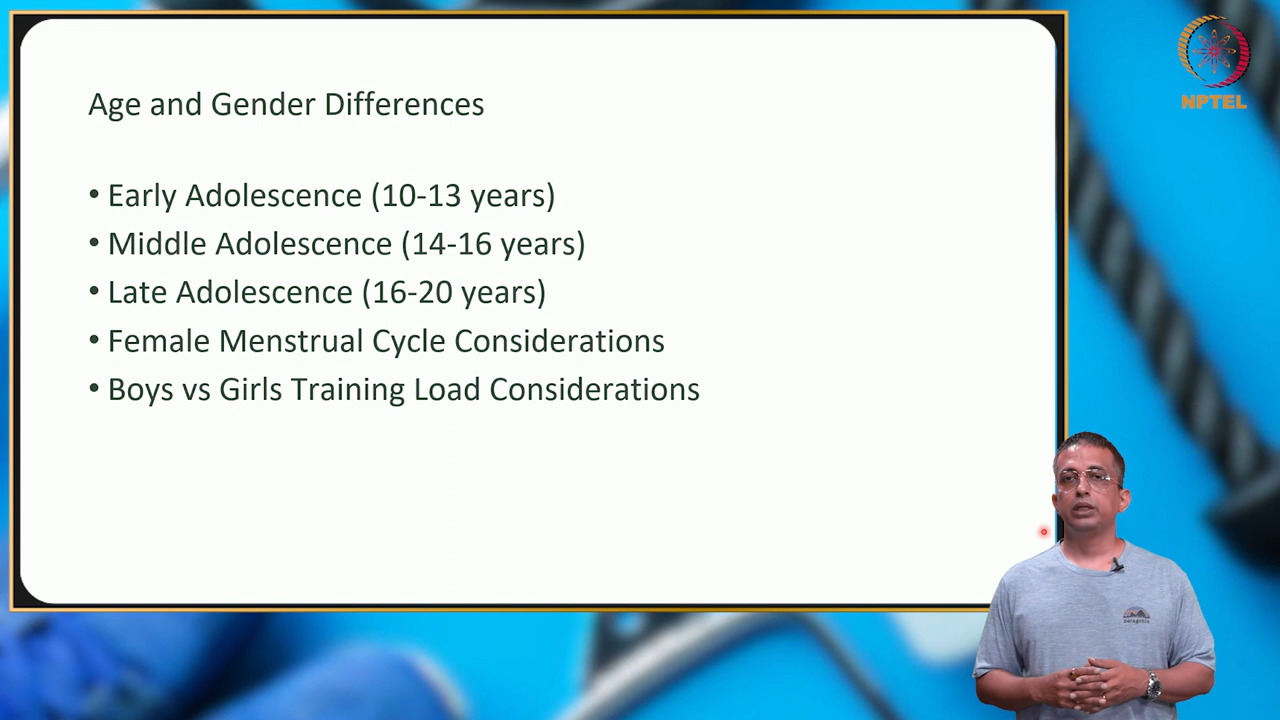 Age and Gender Differences
• Early Adolescence (10-13 years)
• Middle Adolescence (14-16 years)
• Late Adolescence (16-20 years)
• Female Menstrual Cycle Considerations
• Boys vs Girls Training Load Considerations
NPTEL